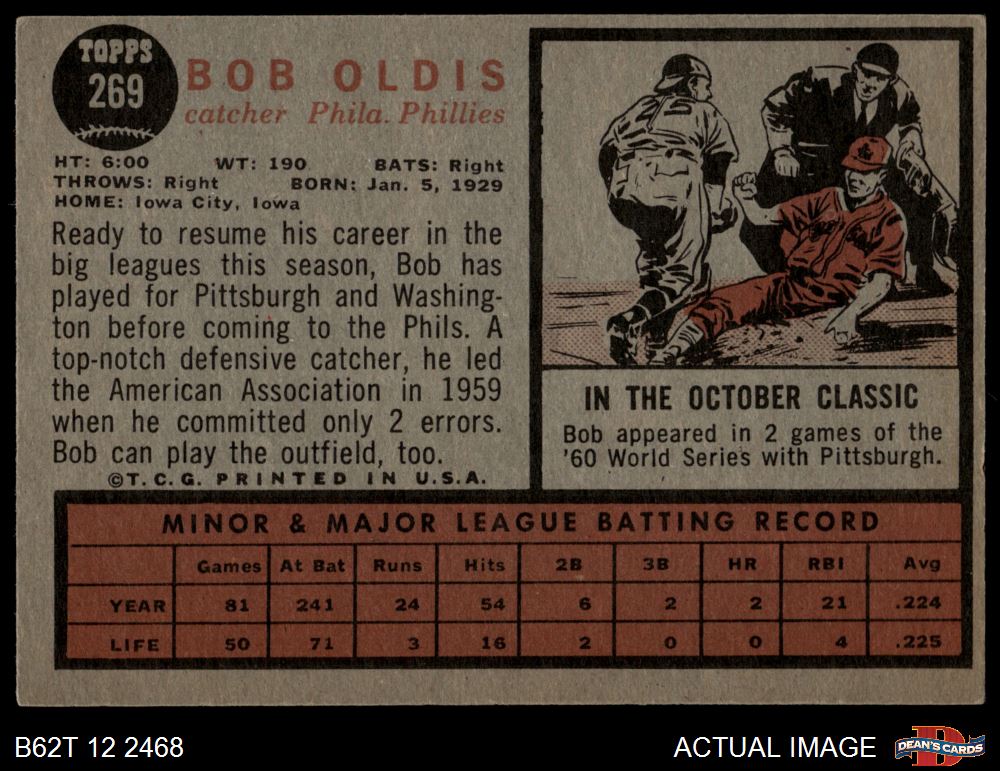 TOPPS
269
BOB OLDIS
catcher Phila. Phillies
HT: 6:00 WT: 190 BATS: Right
THROWS: Right BORN: Jan. 5, 1929
HOME: Iowa City, Iowa
Ready to resume his career in the
big leagues this season, Bob has
played for Pittsburgh and Washing-
ton before coming to the Phils. A
top-notch defensive catcher, he led
the American Association in 1959
when he committed only 2 errors.
Bob can play the outfield, too.
©T.C.G. PRINTED IN U.S.A.
IN THE OCTOBER CLASSIC
Bob appeared in 2 games of the
'60 World Series with Pittsburgh.
MINOR & MAJOR LEAGUE BATTING RECORD
Games At Bat Runs Hits 2B 3B HR RBI Avg
YEAR 81 241 24 54 6 2 2 21 .224
LIFE 50 71 3 16 2 0 0 4 .225
B62T 12 2468
ACTUAL IMAGE
DEAN'S CARDS